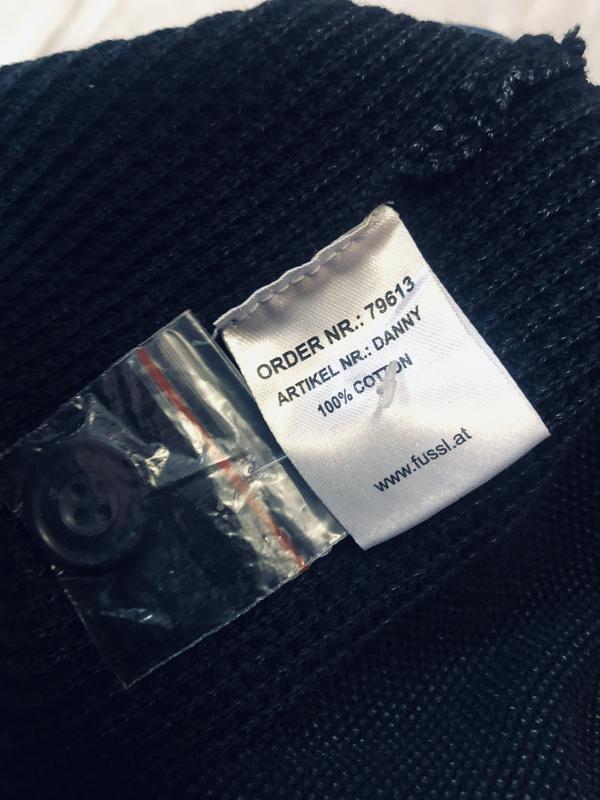 ORDER NR.: 79613
ARTIKEL NR.: DANNY
100% COTTON
www.fussl.at